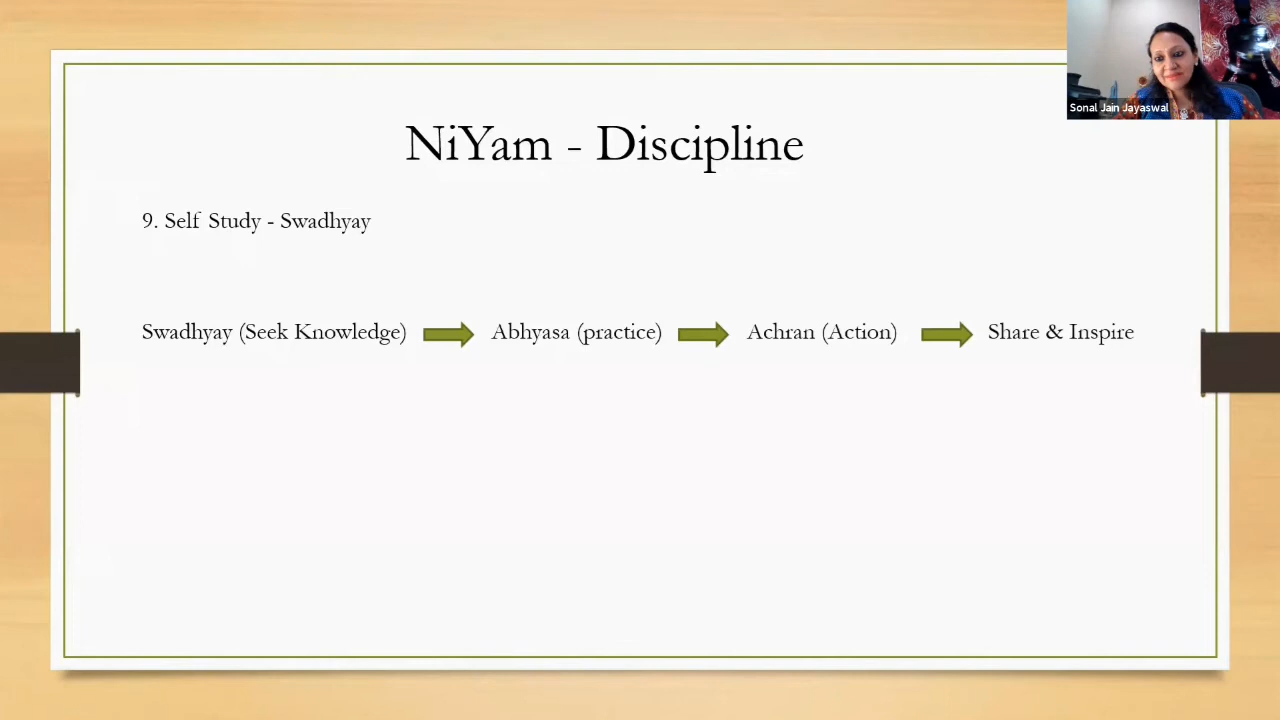 Sonal Jain Jayaswal
NiYam - Discipline
9. Self Study - Swadhyay
Swadhyay (Seek Knowledge) Abhyasa (practice) Achran (Action) Share & Inspire